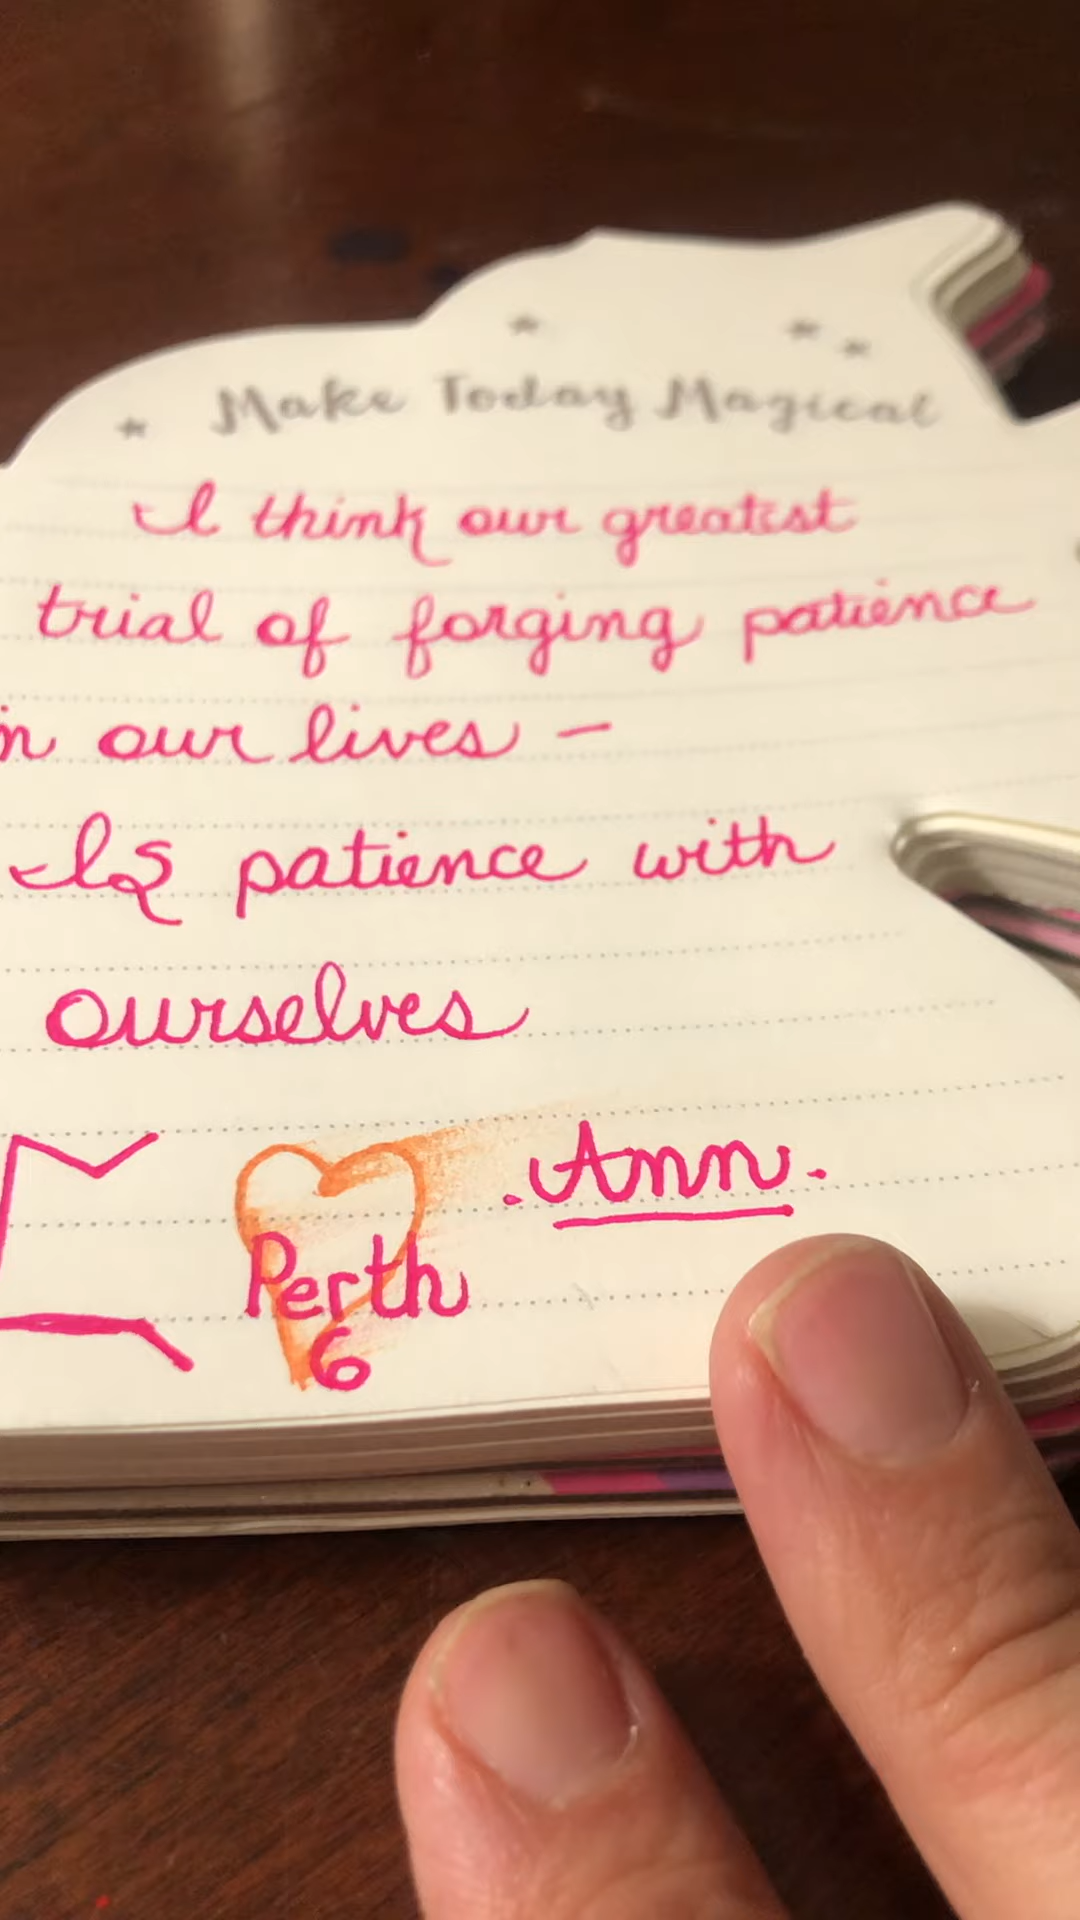 Make Today Magical
I think our greatest
trial of forging patience
in our lives –
Is patience with
ourselves
.Ann.
Perth
6